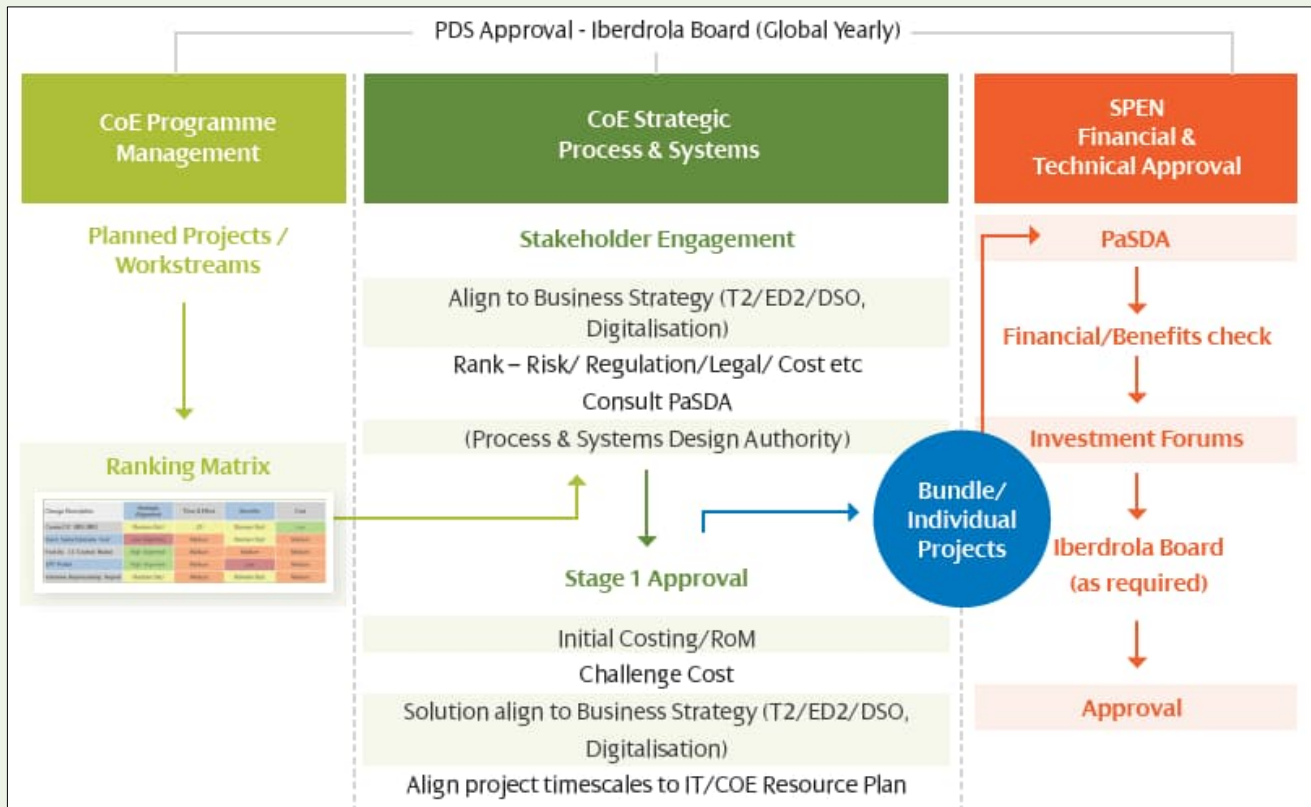 PDS Approval - Iberdrola Board (Global Yearly)
CoE Programme
Management
Planned Projects /
Workstreams
Ranking Matrix
CoE Strategic
Process & Systems
Stakeholder Engagement
Align to Business Strategy (T2/ED2/DSO,
Digitalisation)
Rank – Risk/ Regulation/Legal/ Cost etc
Consult PaSDA
(Process & Systems Design Authority)
Stage 1 Approval
Initial Costing/RoM
Challenge Cost
Solution align to Business Strategy (T2/ED2/DSO,
Digitalisation)
Align project timescales to IT/COE Resource Plan
Bundle/
Individual
Projects
SPEN
Financial &
Technical Approval
PaSDA
Financial/Benefits check
Investment Forums
Iberdrola Board
(as required)
Approval